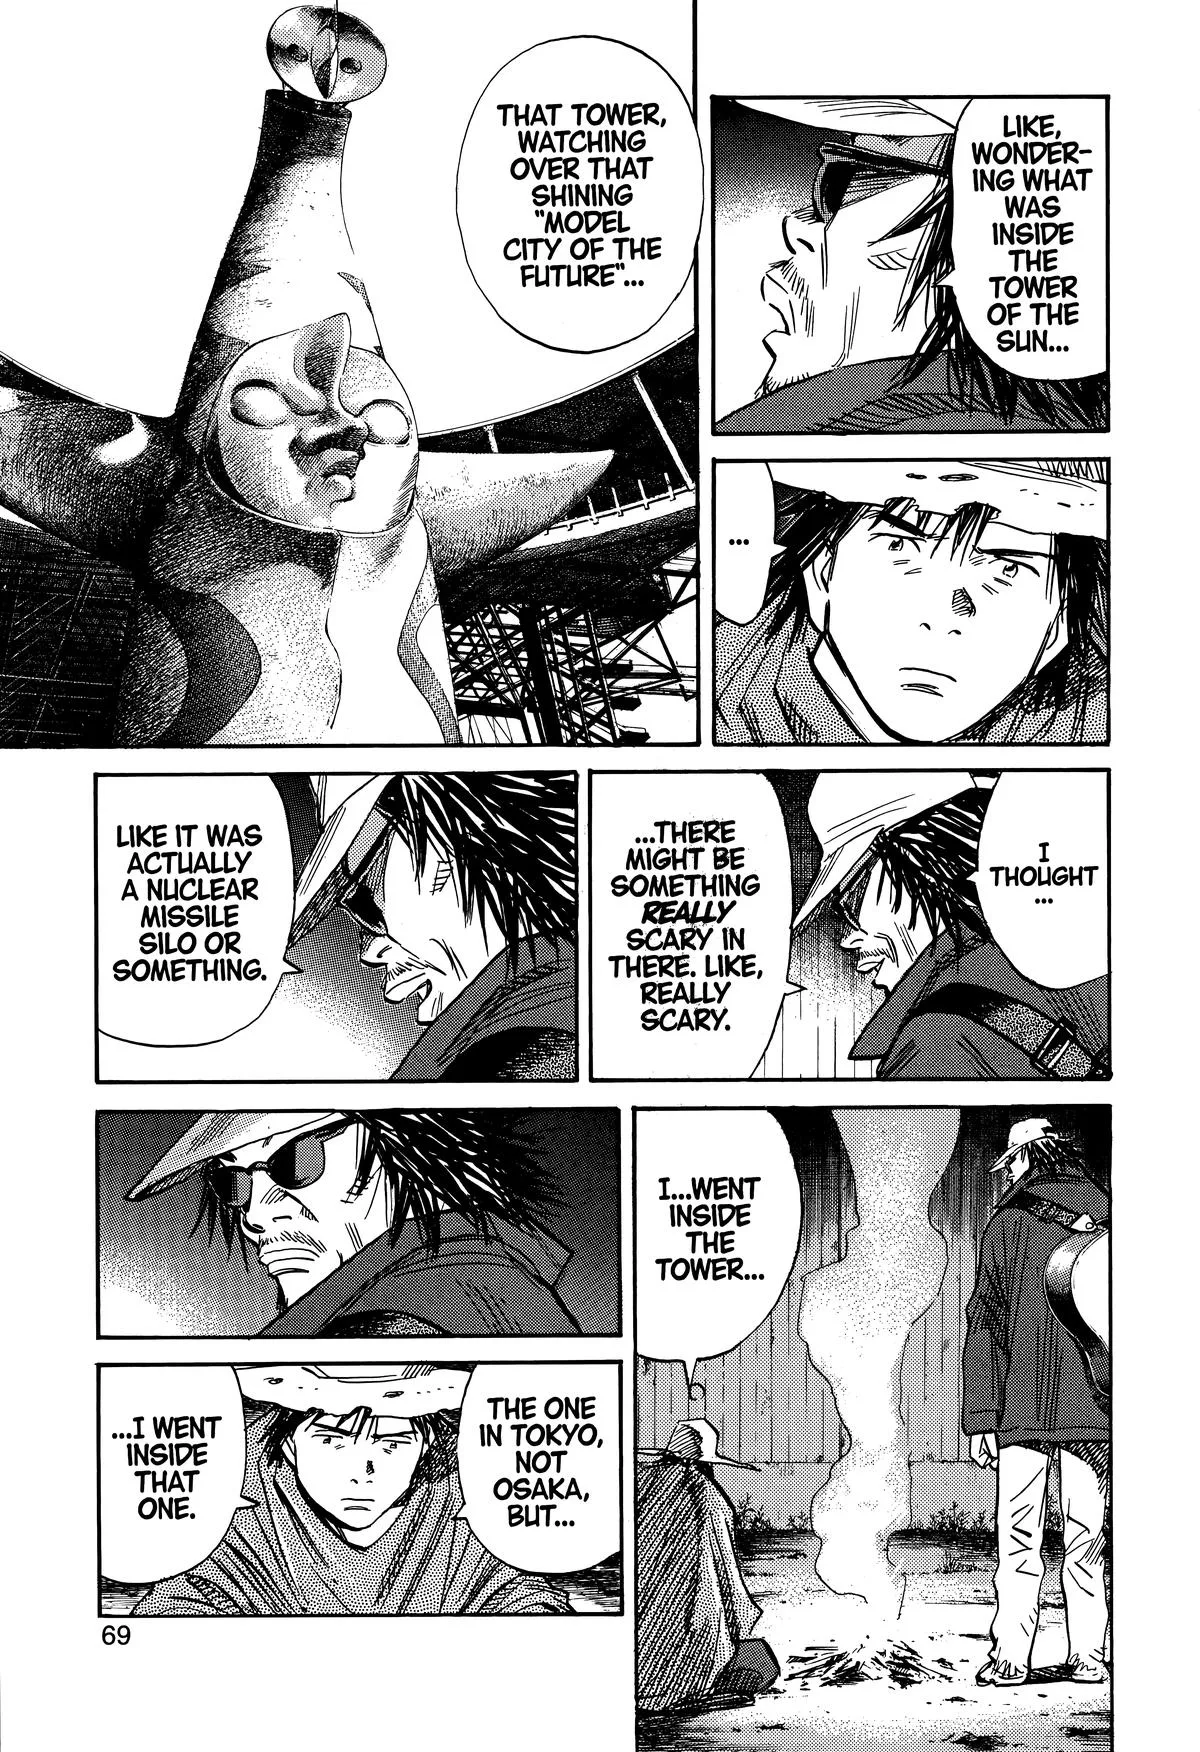 LIKE,
WONDER-
ING WHAT
WAS
INSIDE
THE
TOWER
OF THE
SUN...
THAT TOWER,
WATCHING
OVER THAT
SHINING
"MODEL
CITY OF THE
FUTURE"...
...
I
THOUGHT
...
...THERE
MIGHT BE
SOMETHING
REALLY
SCARY IN
THERE. LIKE,
REALLY
SCARY.
LIKE IT WAS
ACTUALLY
A NUCLEAR
MISSILE
SILO OR
SOMETHING.
I...WENT
INSIDE
THE
TOWER...
THE ONE
IN TOKYO,
NOT
OSAKA,
BUT...
...I WENT
INSIDE
THAT
ONE.
69